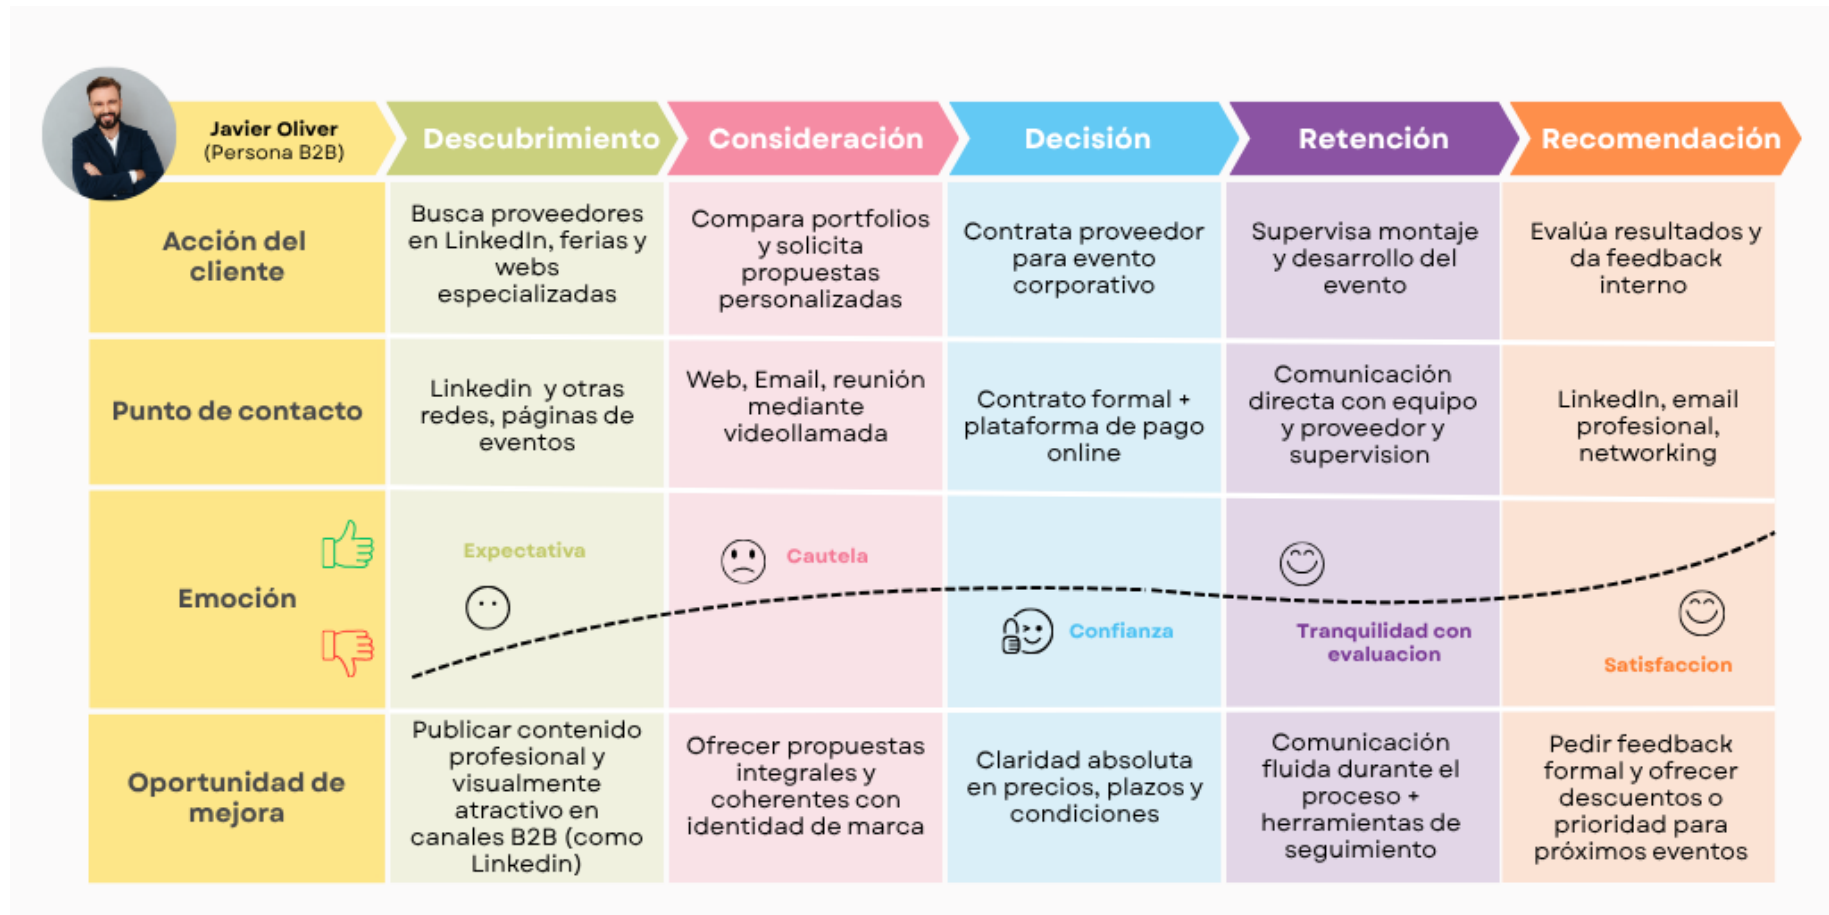 Javier Oliver
(Persona B2B)
Descubrimiento
Consideración
Decisión
Retención
Recomendación
Acción del
cliente
Busca proveedores
en LinkedIn, ferias y
webs
especializadas
Compara portfolios
y solicita
propuestas
personalizadas
Contrata proveedor
para evento
corporativo
Supervisa montaje
y desarrollo del
evento
Evalúa resultados y
da feedback
interno
Punto de contacto
Linkedin y otras
redes, páginas de
eventos
Web, Email, reunión
mediante
videollamada
Contrato formal +
plataforma de pago
online
Comunicación
directa con equipo
y proveedor y
supervision
LinkedIn, email
profesional,
networking
Emoción
Expectativa
Cautela
Confianza
Tranquilidad con
evaluacion
Satisfaccion
Oportunidad de
mejora
Publicar contenido
profesional y
visualmente
atractivo en
canales B2B (como
Linkedin)
Ofrecer propuestas
integrales y
coherentes con
identidad de marca
Claridad absoluta
en precios, plazos y
condiciones
Comunicación
fluida durante el
proceso +
herramientas de
seguimiento
Pedir feedback
formal y ofrecer
descuentos o
prioridad para
próximos eventos